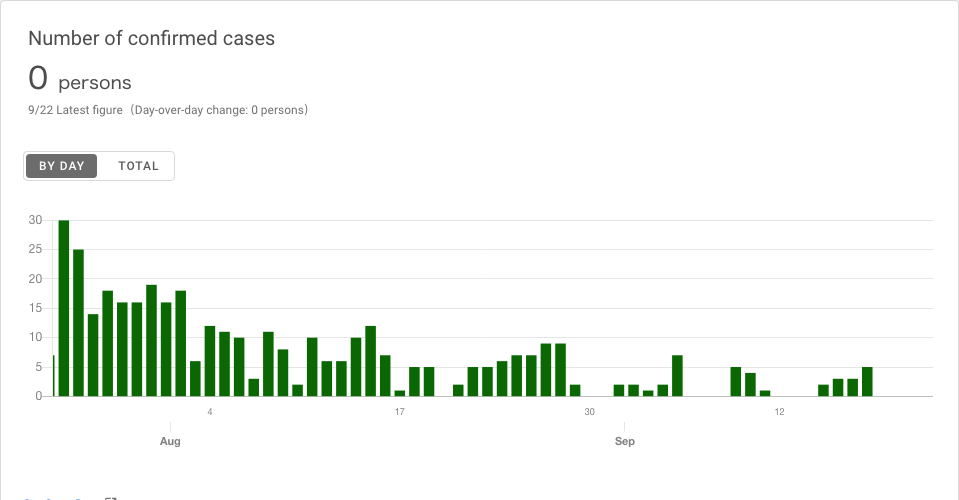 Number of confirmed cases
0 persons
9/22 Latest figure（Day-over-day change: 0 persons）
BY DAY TOTAL
30
25
20
15
10
5
0
4 17 30 12
Aug Sep